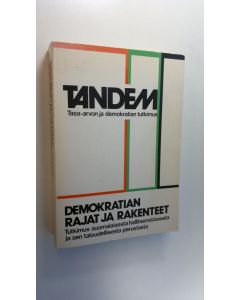 TANDEM
Tasa-arvon ja demokratian tutkimus
DEMOKRATIAN
RAJAT JA RAKENTEET
Tutkimus suomalaisesta hallitsemistavasta
ja sen taloudellisesta perustasta